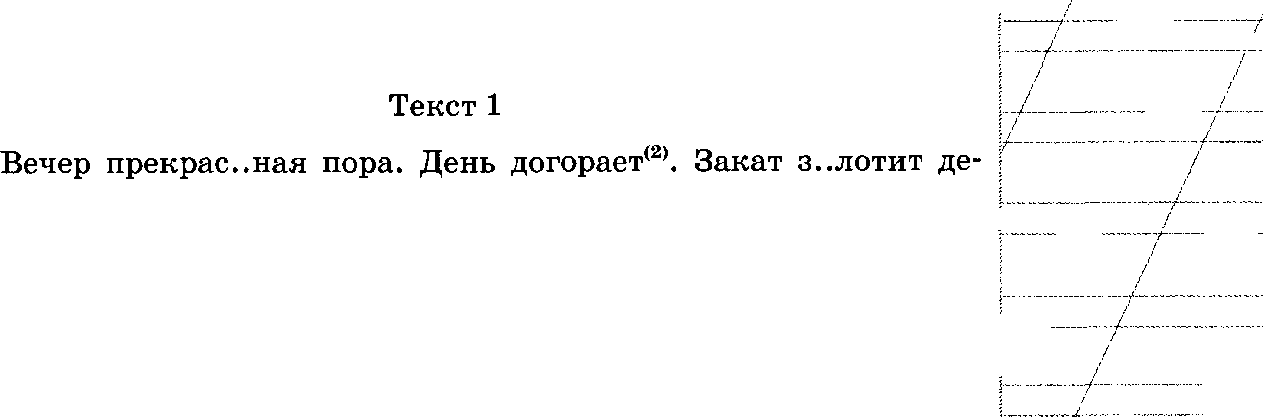 Текст 1
Вечер прекрас..ная пора. День догорает⁽²⁾. Закат з..лотит де-